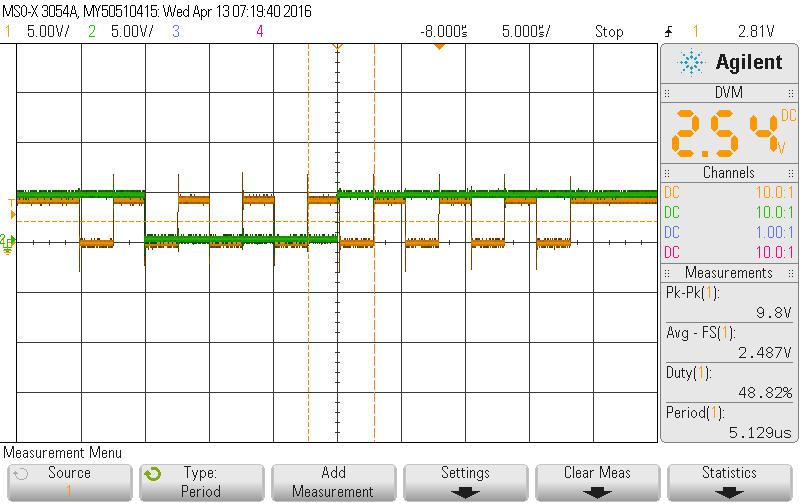 MSO-X 3054A, MY50510415: Wed Apr 13 07:19:40 2016
1 5.00V/ 2 5.00V/ 3 4 -8.000us 5.000us/ Stop 1 2.81V
Agilent
DVM
2.54 DC V
Channels
DC 10.0:1
DC 10.0:1
DC 1.00:1
DC 10.0:1
Measurements
Pk-Pk(1):
9.8V
Avg - FS(1):
2.487V
Duty(1):
48.82%
Period(1):
5.129us
T
2
Measurement Menu
Source
1
Type:
Period
Add
Measurement
Settings
Clear Meas
Statistics